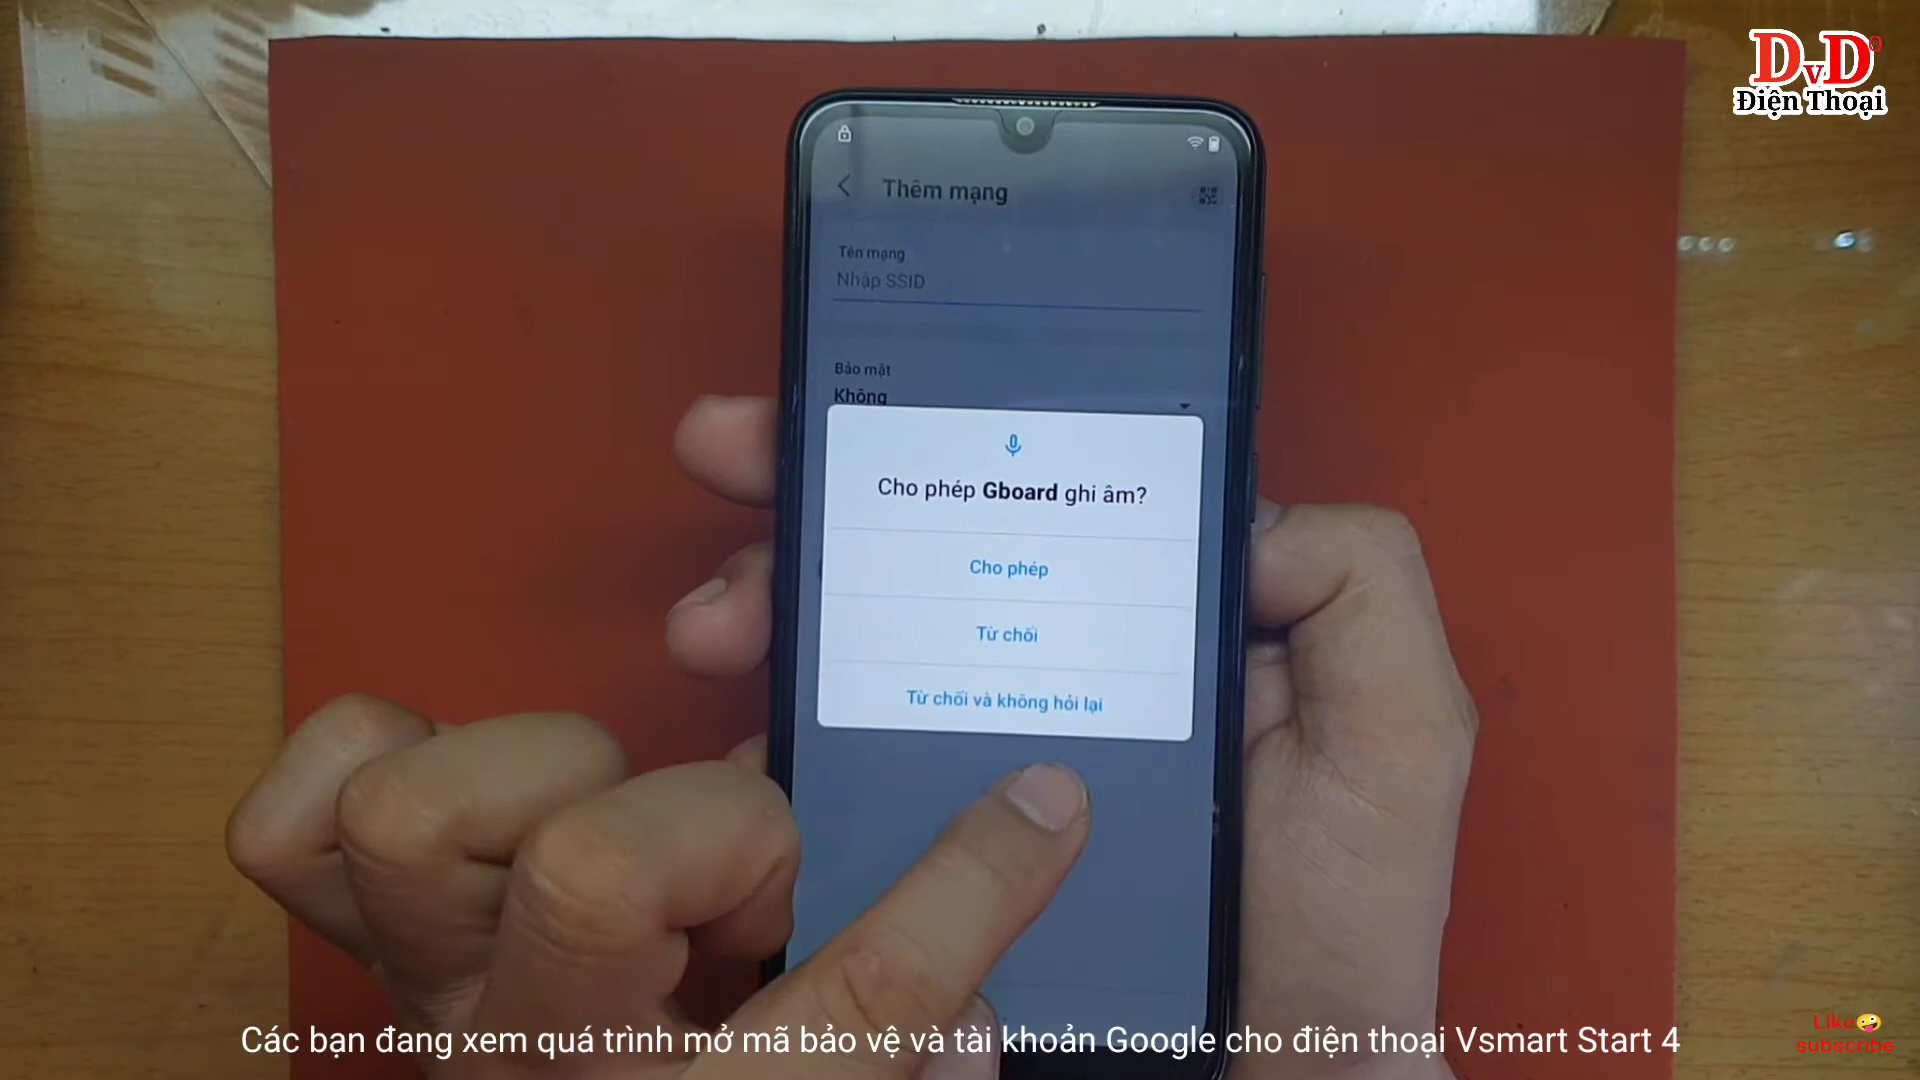 DvD®
Điện Thoại
Thêm mạng
Tên mạng
Nhập SSID
Bảo mật
Không
Cho phép Gboard ghi âm?
Cho phép
Từ chối
Từ chối và không hỏi lại
Các bạn đang xem quá trình mở mã bảo vệ và tài khoản Google cho điện thoại Vsmart Start 4
Like🤪
subscribe